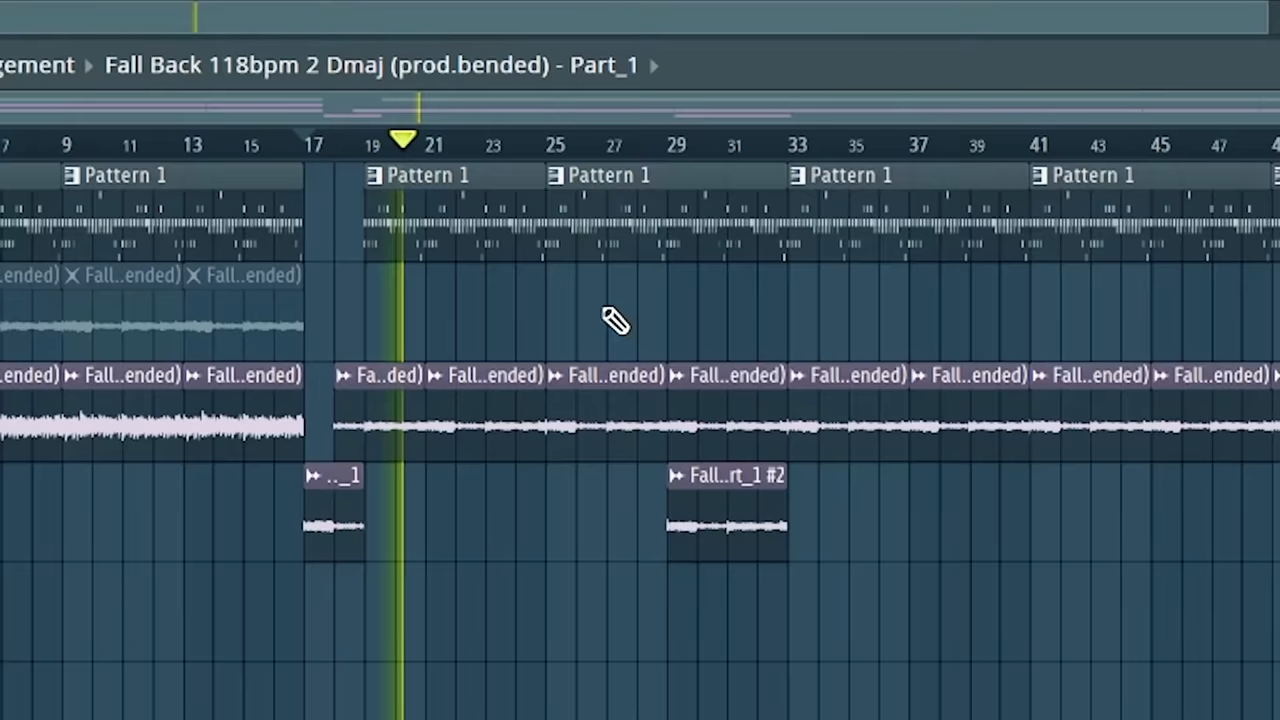 gement ▸ Fall Back 118bpm 2 Dmaj (prod.bended) - Part_1 ▸
7 9 11 13 15 17 19 21 23 25 27 29 31 33 35 37 39 41 43 45 47 4
Pattern 1 Pattern 1 Pattern 1 Pattern 1 Pattern 1
.ended) Fall..ended) Fall..ended)
.ended) Fall..ended) Fall..ended) Fa..ded) Fall..ended) Fall..ended) Fall..ended) Fall..ended) Fall..ended) Fall..ended) Fall..ended)
.._1 Fall..rt_1 #2